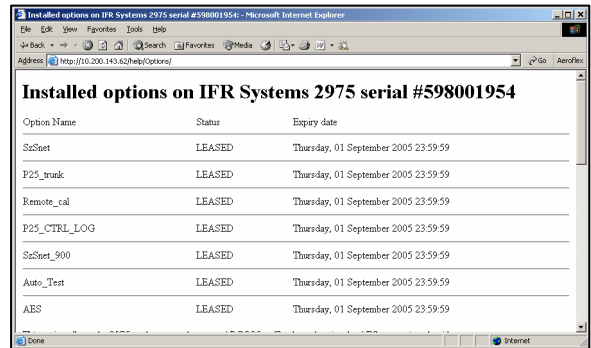 Installed options on IFR Systems 2975 serial #598001954: - Microsoft Internet Explorer
File Edit View Favorites Tools Help
Back Search Favorites Media
Address http://10.200.143.62/help/Options/ Go Aeroflex
Installed options on IFR Systems 2975 serial #598001954
Option Name Status Expiry date
SzSnet LEASED Thursday, 01 September 2005 23:59:59
P25_trunk LEASED Thursday, 01 September 2005 23:59:59
Remote_cal LEASED Thursday, 01 September 2005 23:59:59
P25_CTRL_LOG LEASED Thursday, 01 September 2005 23:59:59
SzSnet_900 LEASED Thursday, 01 September 2005 23:59:59
Auto_Test LEASED Thursday, 01 September 2005 23:59:59
AES LEASED Thursday, 01 September 2005 23:59:59
Done Internet